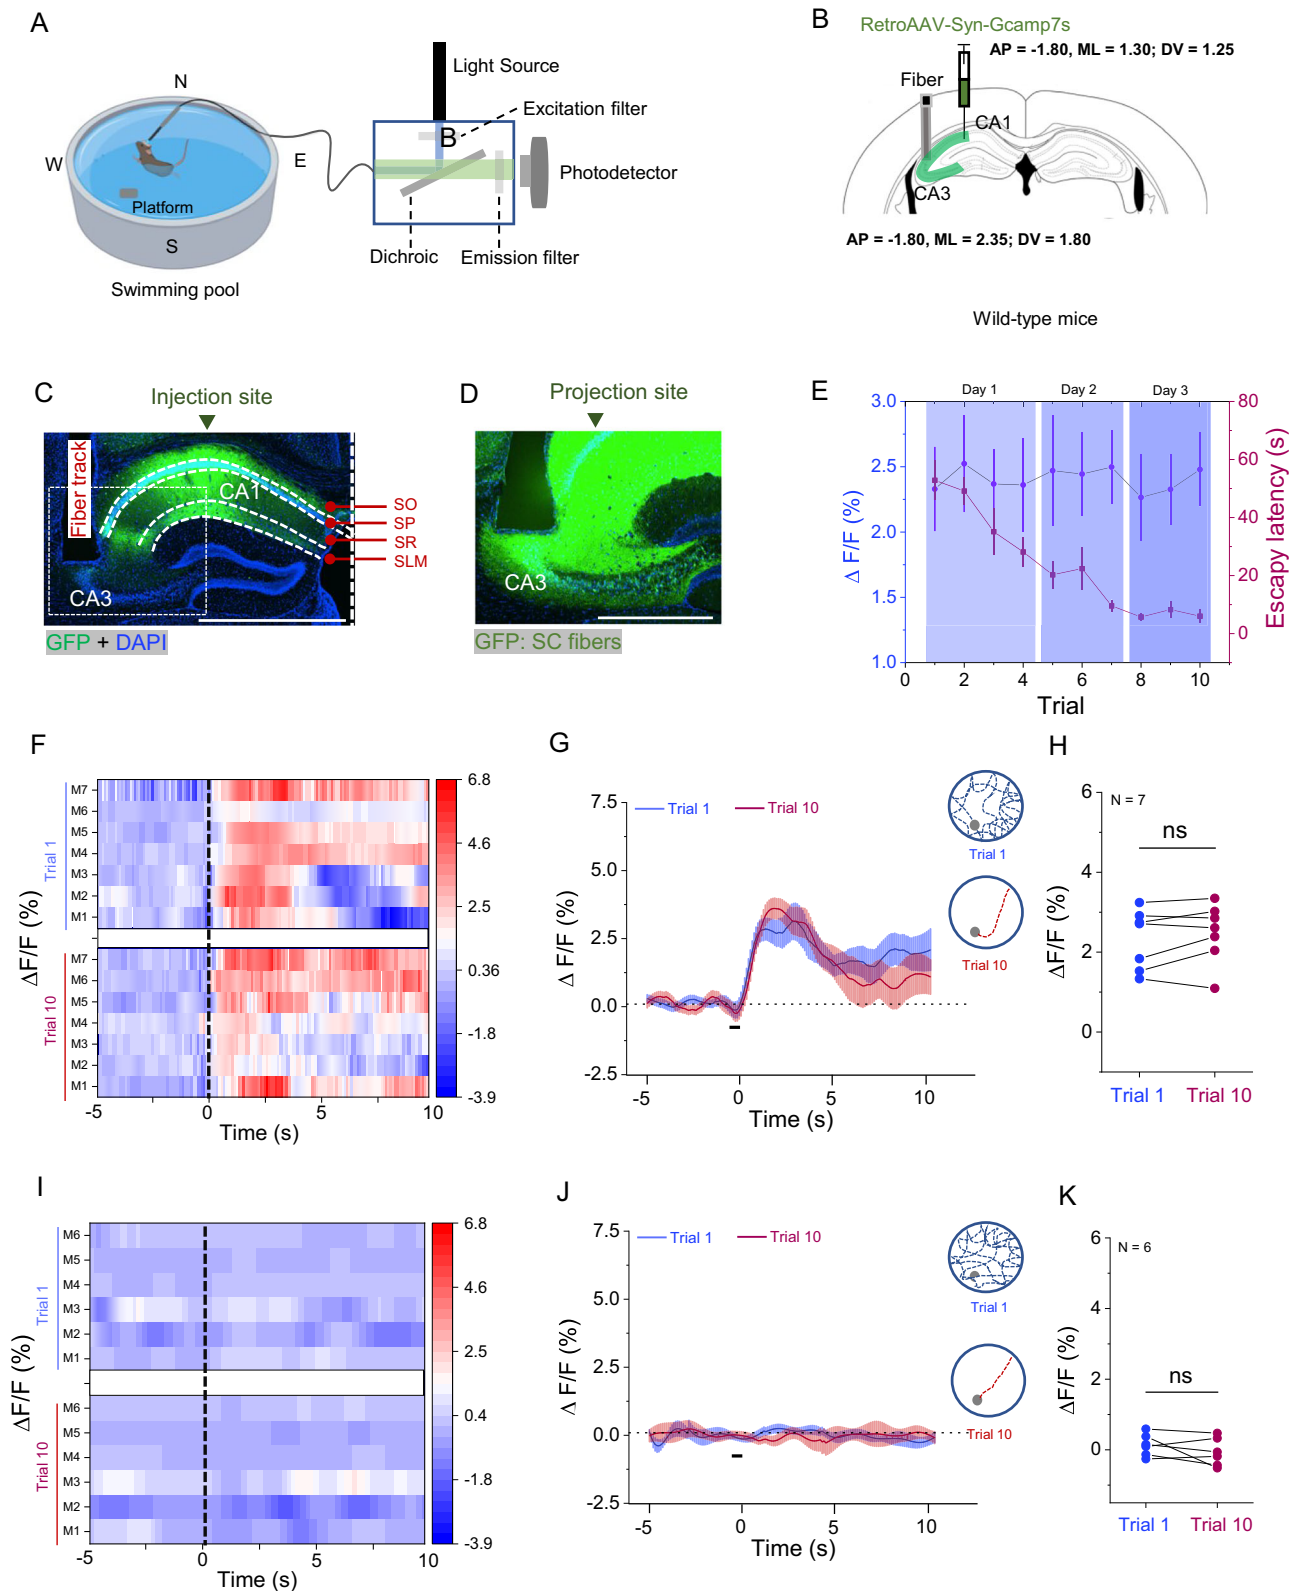 A
N
W
E
S
Platform
Swimming pool
Light Source
Excitation filter
B
Photodetector
Dichroic
Emission filter
B
RetroAAV-Syn-Gcamp7s
AP = -1.80, ML = 1.30; DV = 1.25
Fiber
CA1
CA3
AP = -1.80, ML = 2.35; DV = 1.80
Wild-type mice
C
Injection site
Fiber track
CA1
SO
SP
SR
SLM
CA3
GFP + DAPI
D
Projection site
CA3
GFP: SC fibers
E
Day 1
Day 2
Day 3
3.0
2.5
2.0
1.5
1.0
Δ F/F (%)
80
60
40
20
0
Escapy latency (s)
0 2 4 6 8 10
Trial
F
ΔF/F (%)
Trial 1
M7
M6
M5
M4
M3
M2
M1
Trial 10
M7
M6
M5
M4
M3
M2
M1
-5 0 5 10
Time (s)
6.8
4.6
2.5
0.36
-1.8
-3.9
G
Trial 1
Trial 10
7.5
5.0
2.5
0.0
-2.5
Δ F/F (%)
-5 0 5 10
Time (s)
Trial 1
Trial 10
H
N = 7
ns
6
4
2
0
ΔF/F (%)
Trial 1 Trial 10
I
ΔF/F (%)
Trial 1
M6
M5
M4
M3
M2
M1
Trial 10
M6
M5
M4
M3
M2
M1
-5 0 5 10
Time (s)
6.8
4.6
2.5
0.4
-1.8
-3.9
J
Trial 1
Trial 10
7.5
5.0
2.5
0.0
-2.5
Δ F/F (%)
-5 0 5 10
Time (s)
Trial 1
Trial 10
K
N = 6
ns
6
4
2
0
ΔF/F (%)
Trial 1 Trial 10